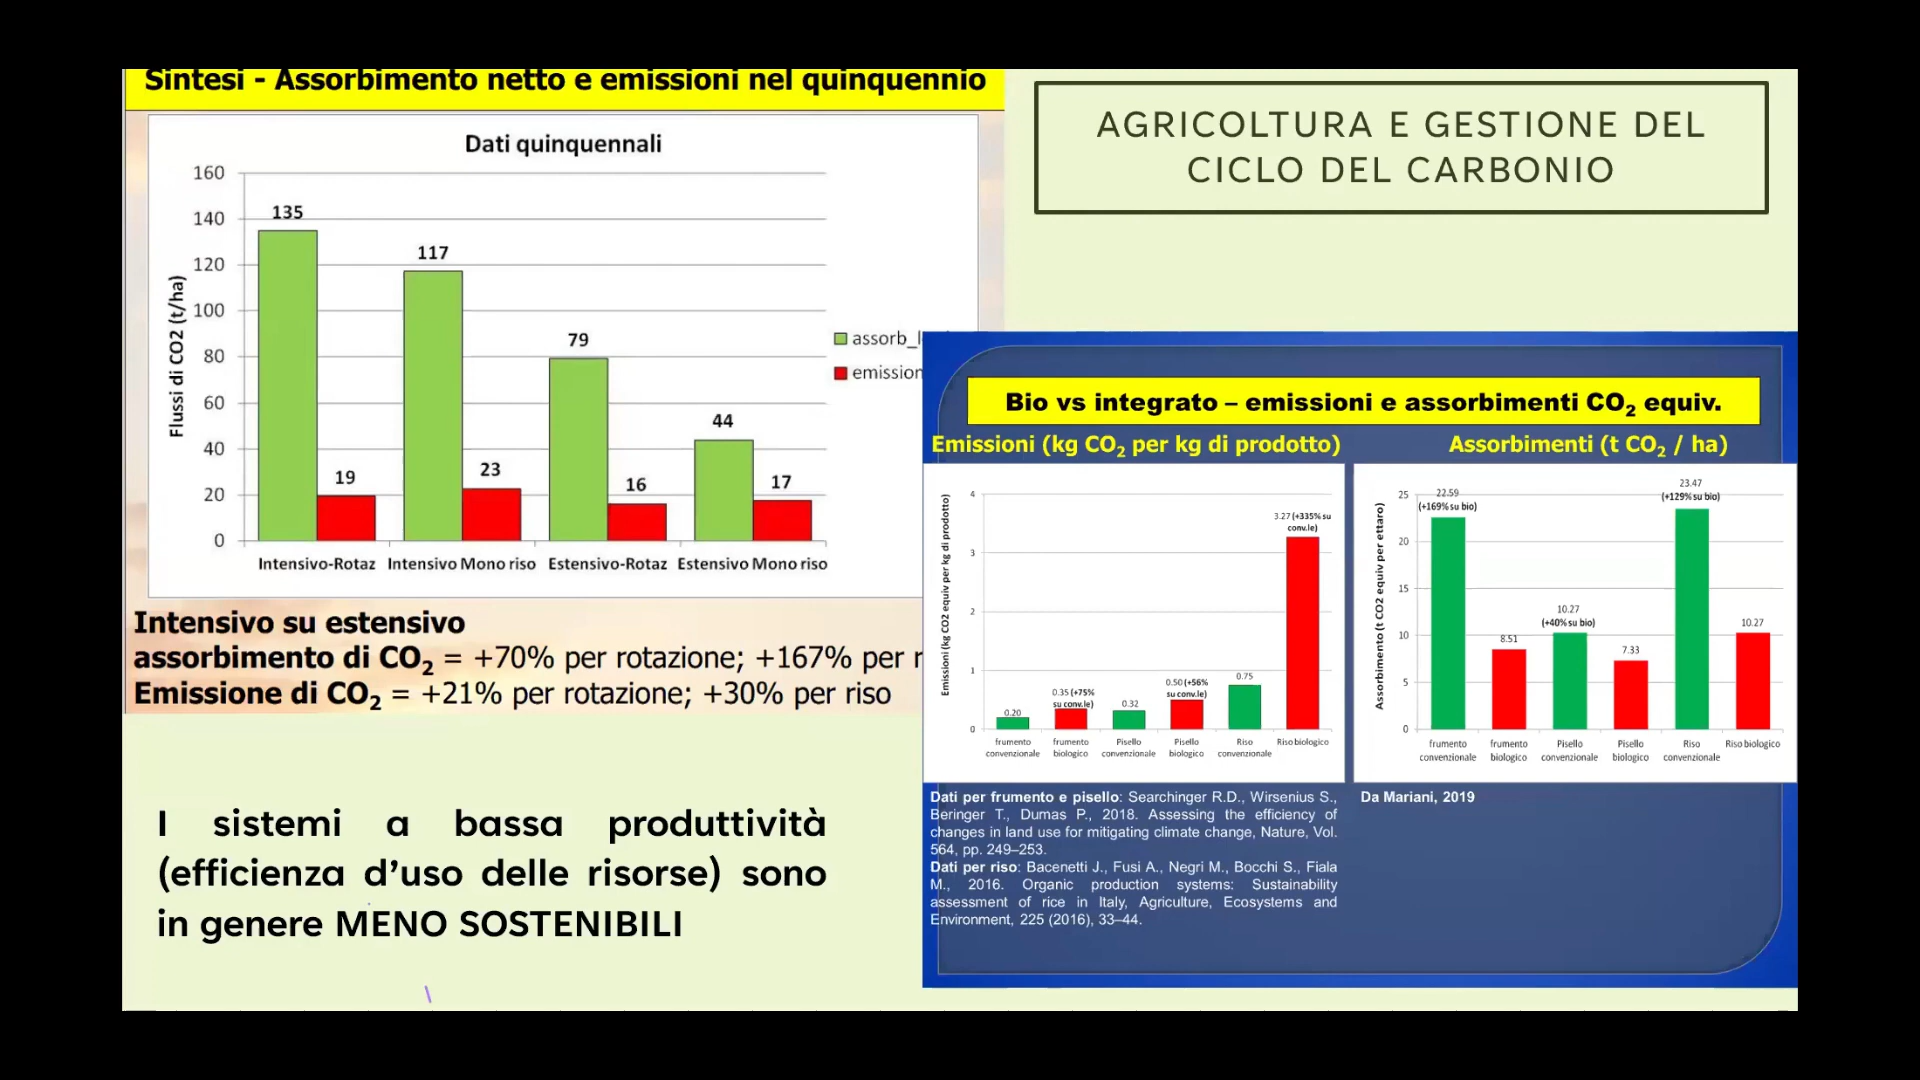 Sintesi - Assorbimento netto e emissioni nel quinquennio
Dati quinquennali
Flussi di CO2 (t/ha)
160
140
120
100
80
60
40
20
0
135
19
117
23
79
16
44
17
Intensivo-Rotaz
Intensivo Mono riso
Estensivo-Rotaz
Estensivo Mono riso
emission
Intensivo su estensivo
assorbimento di CO2 = +70% per rotazione; +167% per r
Emissione di CO2 = +21% per rotazione; +30% per riso
I sistemi a bassa produttività
(efficienza d’uso delle risorse) sono
in genere MENO SOSTENIBILI
AGRICOLTURA E GESTIONE DEL
CICLO DEL CARBONIO
Bio vs integrato – emissioni e assorbimenti CO2 equiv.
Emissioni (kg CO2 per kg di prodotto)
Emissioni (kg CO2 equiv per kg di prodotto)
4
3
2
1
0
0.20
0.35 (+75%
su conv.le)
0.32
0.50 (+56%
su conv.le)
0.75
3.27 (+335% su
conv.le)
frumento
convenzionale
frumento
biologico
Pisello
convenzionale
Pisello
biologico
Riso
convenzionale
Riso biologico
Assorbimenti (t CO2 / ha)
Assorbimento (t CO2 equiv per ettaro)
25
20
15
10
5
0
22.59
(+169% su bio)
8.51
10.27
(+40% su bio)
7.33
23.47
(+129% su bio)
10.27
frumento
convenzionale
frumento
biologico
Pisello
convenzionale
Pisello
biologico
Riso
convenzionale
Riso biologico
Dati per frumento e pisello: Searchinger R.D., Wirsenius S.,
Beringer T., Dumas P., 2018. Assessing the efficiency of
changes in land use for mitigating climate change, Nature, Vol.
564, pp. 249–253.
Dati per riso: Bacenetti J., Fusi A., Negri M., Bocchi S., Fiala
M., 2016. Organic production systems: Sustainability
assessment of rice in Italy, Agriculture, Ecosystems and
Environment, 225 (2016), 33–44.
Da Mariani, 2019